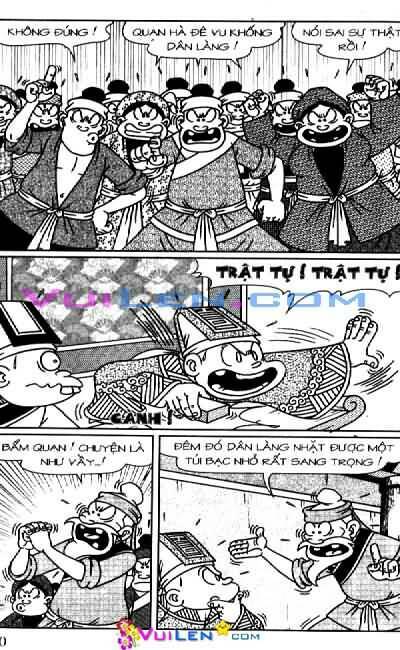 KHÔNG ĐÚNG!
QUAN HÀ ĐÊ VU KHỐNG
DÂN LÀNG!
NÓI SAI SỰ THẬT
RỒI!
TRẬT TỰ! TRẬT TỰ!
VuiLen.com
CANH!
BẨM QUAN! CHUYỆN LÀ
NHƯ VẦY...!
ĐÊM ĐÓ DÂN LÀNG NHẶT ĐƯỢC MỘT
TÚI BẠC NHỎ RẤT SANG TRỌNG!
VuiLen.com